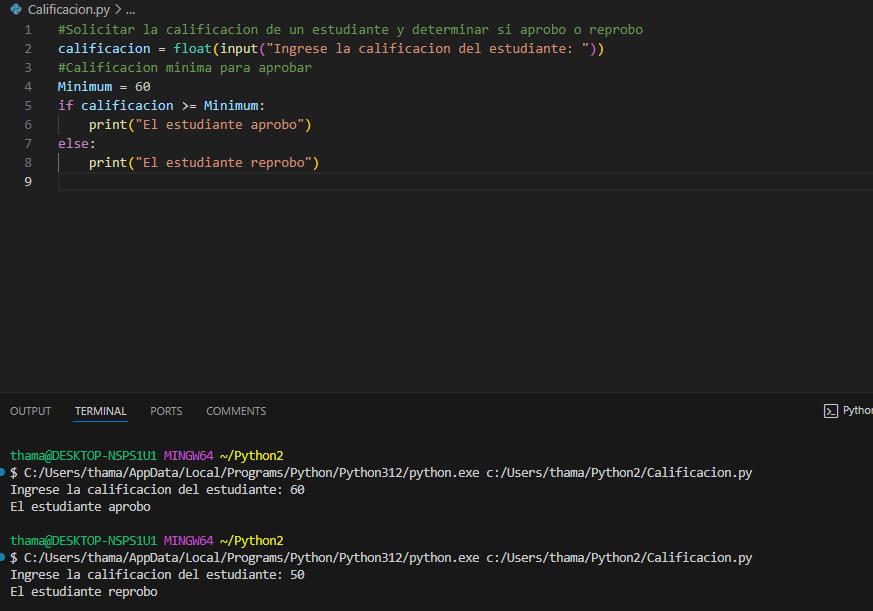 Calificacion.py > ...
1 #Solicitar la calificacion de un estudiante y determinar si aprobo o reprobo
2 calificacion = float(input("Ingrese la calificacion del estudiante: "))
3 #Calificacion minima para aprobar
4 Minimum = 60
5 if calificacion >= Minimum:
6     print("El estudiante aprobo")
7 else:
8     print("El estudiante reprobo")
9
OUTPUT TERMINAL PORTS COMMENTS Python
thama@DESKTOP-NSPS1U1 MINGW64 ~/Python2
$ C:/Users/thama/AppData/Local/Programs/Python/Python312/python.exe c:/Users/thama/Python2/Calificacion.py
Ingrese la calificacion del estudiante: 60
El estudiante aprobo
thama@DESKTOP-NSPS1U1 MINGW64 ~/Python2
$ C:/Users/thama/AppData/Local/Programs/Python/Python312/python.exe c:/Users/thama/Python2/Calificacion.py
Ingrese la calificacion del estudiante: 50
El estudiante reprobo